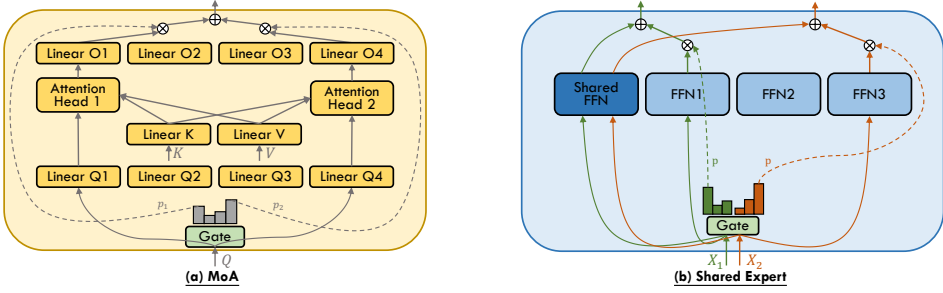 Linear O1 Linear O2 Linear O3 Linear O4
Attention Head 1
Attention Head 2
Linear K Linear V
K V
Linear Q1 Linear Q2 Linear Q3 Linear Q4
p₁ p₂
Gate
Q
(a) MoA
Shared FFN FFN1 FFN2 FFN3
p p
Gate
X₁ X₂
(b) Shared Expert